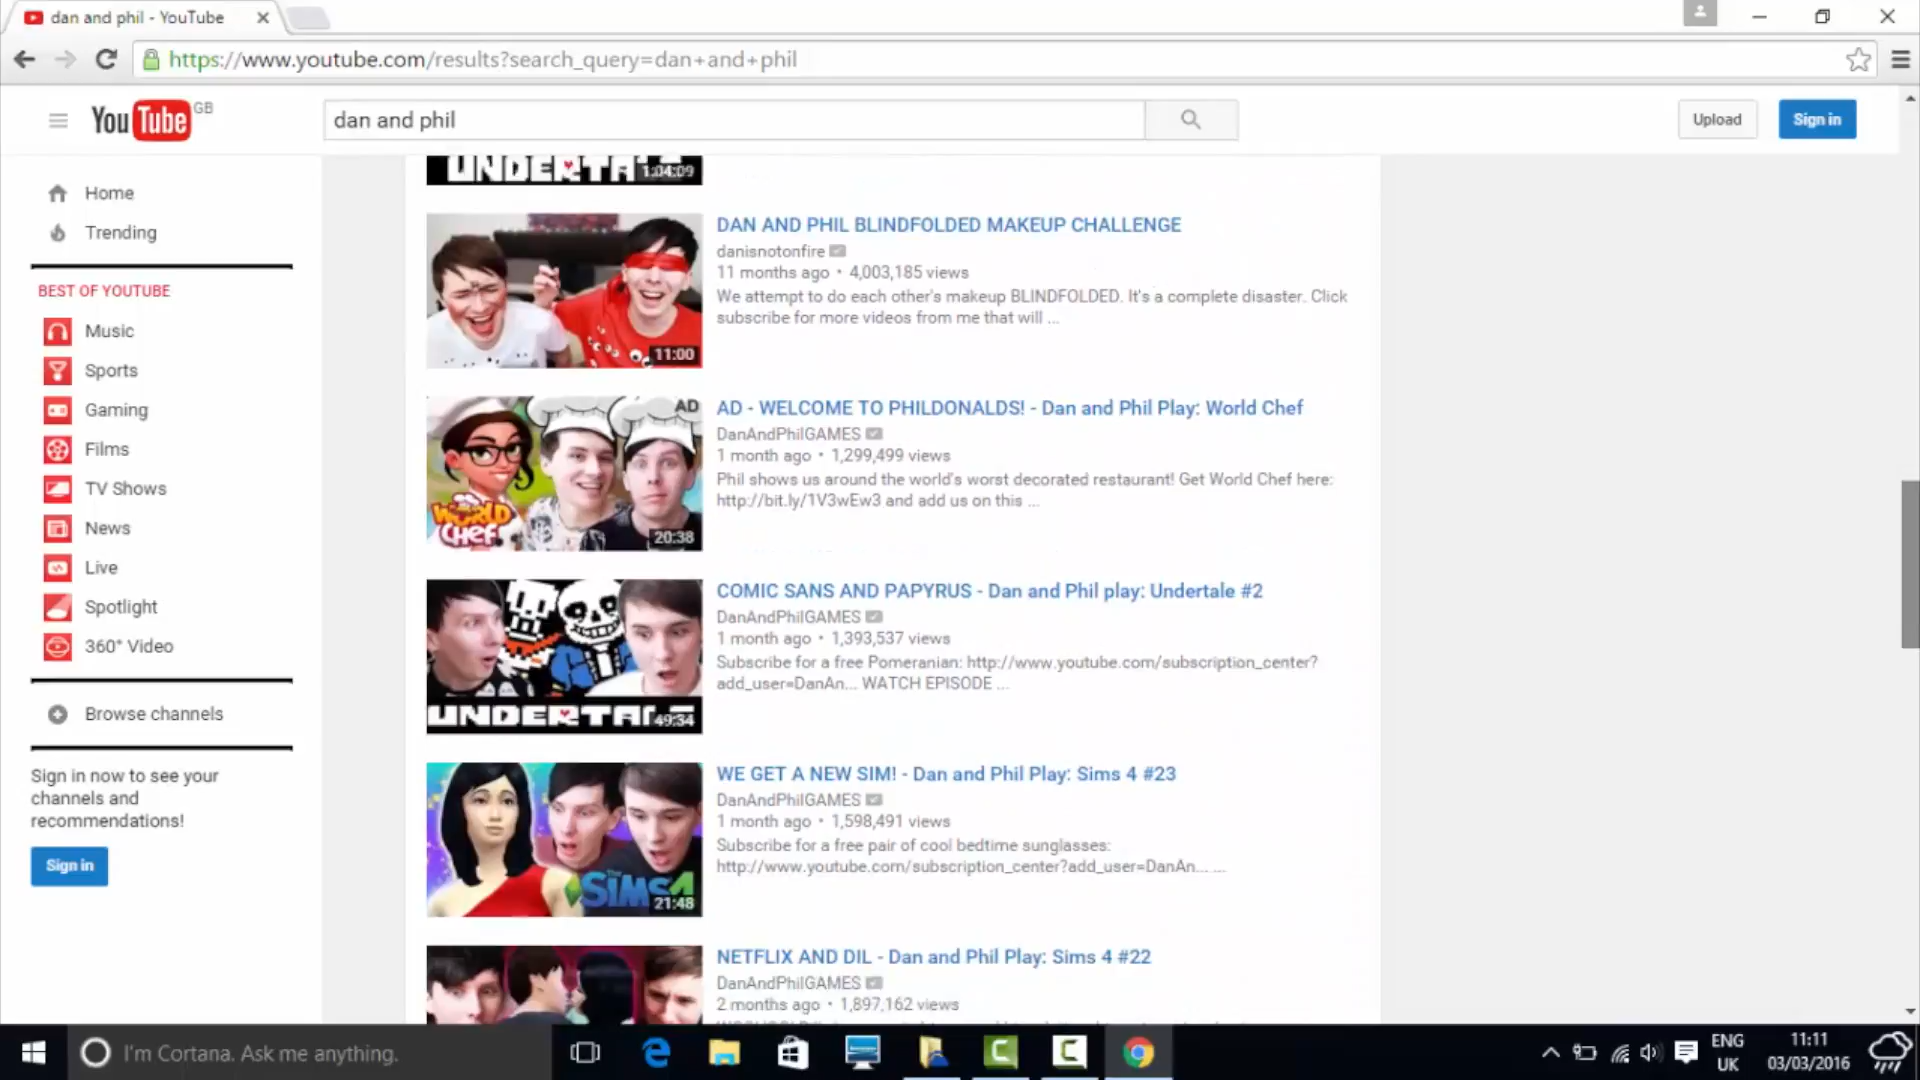 dan and phil - YouTube
https://www.youtube.com/results?search_query=dan+and+phil
YouTube GB
dan and phil
Upload
Sign in
Home
Trending
BEST OF YOUTUBE
Music
Sports
Gaming
Films
TV Shows
News
Live
Spotlight
360° Video
Browse channels
Sign in now to see your
channels and
recommendations!
Sign in
1:04:09
DAN AND PHIL BLINDFOLDED MAKEUP CHALLENGE
danisnotonfire
11 months ago • 4,003,185 views
We attempt to do each other's makeup BLINDFOLDED. It's a complete disaster. Click
subscribe for more videos from me that will ...
11:00
AD - WELCOME TO PHILDONALDS! - Dan and Phil Play: World Chef
DanAndPhilGAMES
1 month ago • 1,299,499 views
Phil shows us around the world's worst decorated restaurant! Get World Chef here:
http://bit.ly/1V3wEw3 and add us on this ...
AD
WORLD
CHEF
20:38
COMIC SANS AND PAPYRUS - Dan and Phil play: Undertale #2
DanAndPhilGAMES
1 month ago • 1,393,537 views
Subscribe for a free Pomeranian: http://www.youtube.com/subscription_center?
add_user=DanAn... WATCH EPISODE ...
49:34
WE GET A NEW SIM! - Dan and Phil Play: Sims 4 #23
DanAndPhilGAMES
1 month ago • 1,598,491 views
Subscribe for a free pair of cool bedtime sunglasses:
http://www.youtube.com/subscription_center?add_user=DanAn... ...
THE SIMS 4
21:48
NETFLIX AND DIL - Dan and Phil Play: Sims 4 #22
DanAndPhilGAMES
2 months ago • 1,897,162 views
I'm Cortana. Ask me anything.
ENG
UK
11:11
03/03/2016